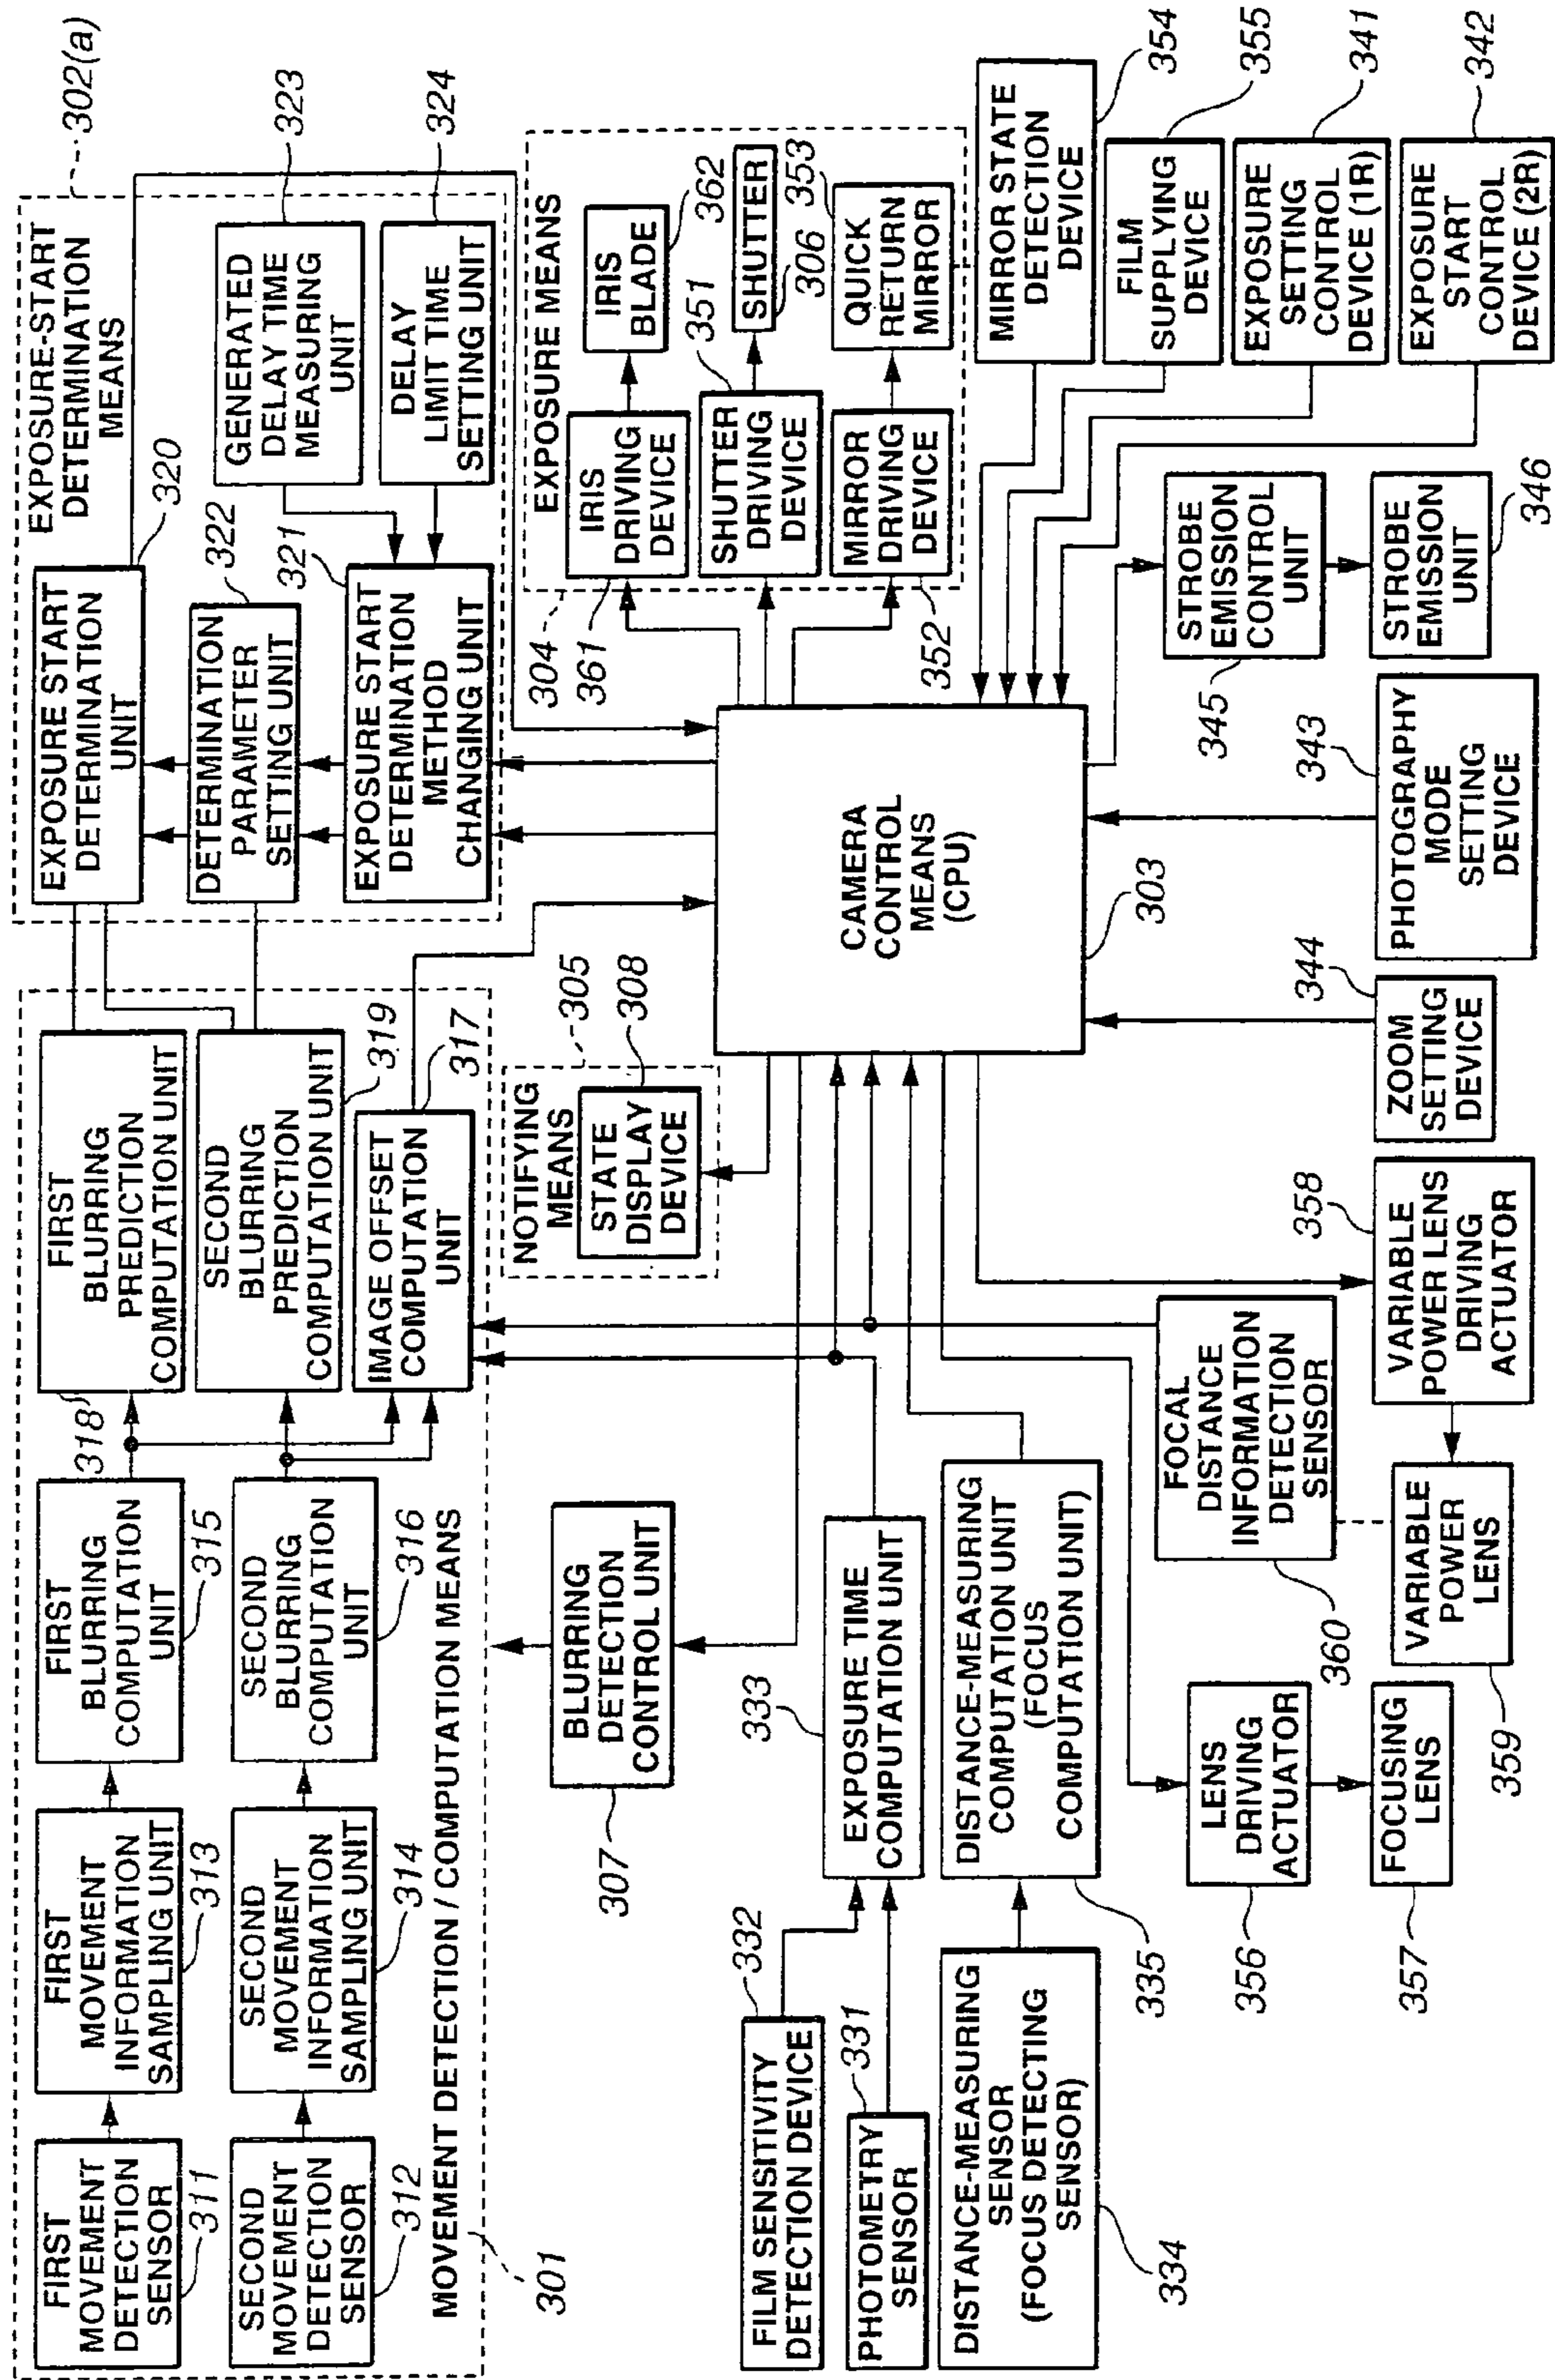 FIRST
MOVEMENT
DETECTION
SENSOR
311
FIRST
MOVEMENT
INFORMATION
SAMPLING UNIT
313
FIRST
BLURRING
COMPUTATION
UNIT
315
FIRST
BLURRING
PREDICTION
COMPUTATION UNIT
318
SECOND
MOVEMENT
DETECTION
SENSOR
312
SECOND
MOVEMENT
INFORMATION
SAMPLING UNIT
314
SECOND
BLURRING
COMPUTATION
UNIT
316
SECOND
BLURRING
PREDICTION
COMPUTATION UNIT
319
IMAGE OFFSET
COMPUTATION
UNIT
317
MOVEMENT DETECTION / COMPUTATION MEANS
301
EXPOSURE-START
DETERMINATION
MEANS
302(a)
EXPOSURE START
DETERMINATION
UNIT
320
DETERMINATION
PARAMETER
SETTING UNIT
322
EXPOSURE START
DETERMINATION
METHOD
CHANGING UNIT
321
GENERATED
DELAY TIME
MEASURING
UNIT
323
DELAY
LIMIT TIME
SETTING UNIT
324
NOTIFYING
MEANS
305
STATE
DISPLAY
DEVICE
308
BLURRING
DETECTION
CONTROL UNIT
307
EXPOSURE MEANS
304
IRIS
DRIVING
DEVICE
361
IRIS
BLADE
362
SHUTTER
DRIVING
DEVICE
351
SHUTTER
306
MIRROR
DRIVING
DEVICE
352
QUICK
RETURN
MIRROR
353
CAMERA
CONTROL
MEANS
(CPU)
303
FILM SENSITIVITY
DETECTION DEVICE
332
PHOTOMETRY
SENSOR
331
EXPOSURE TIME
COMPUTATION UNIT
333
DISTANCE-MEASURING
SENSOR
(FOCUS DETECTING
SENSOR)
334
DISTANCE-MEASURING
COMPUTATION UNIT
(FOCUS
COMPUTATION UNIT)
335
MIRROR STATE
DETECTION
DEVICE
354
FILM
SUPPLYING
DEVICE
355
EXPOSURE
SETTING
CONTROL
DEVICE (1R)
341
EXPOSURE
START
CONTROL
DEVICE (2R)
342
STROBE
EMISSION
CONTROL
UNIT
345
STROBE
EMISSION
UNIT
346
PHOTOGRAPHY
MODE
SETTING
DEVICE
343
ZOOM
SETTING
DEVICE
344
LENS
DRIVING
ACTUATOR
356
FOCUSING
LENS
357
FOCAL
DISTANCE
INFORMATION
DETECTION
SENSOR
360
VARIABLE
POWER LENS
DRIVING
ACTUATOR
358
VARIABLE
POWER
LENS
359